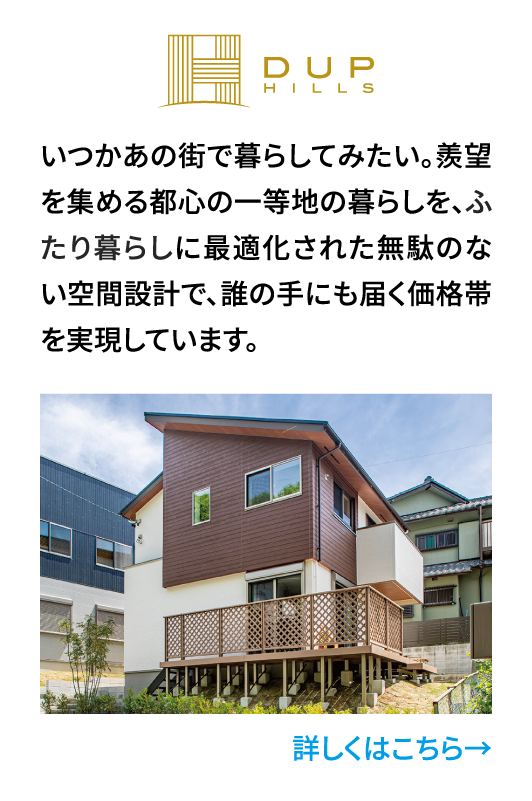 DUP
HILLS
いつかあの街で暮らしてみたい。羨望
を集める都心の一等地の暮らしを、ふ
たり暮らしに最適化された無駄のな
い空間設計で、誰の手にも届く価格帯
を実現しています。
詳しくはこちら→